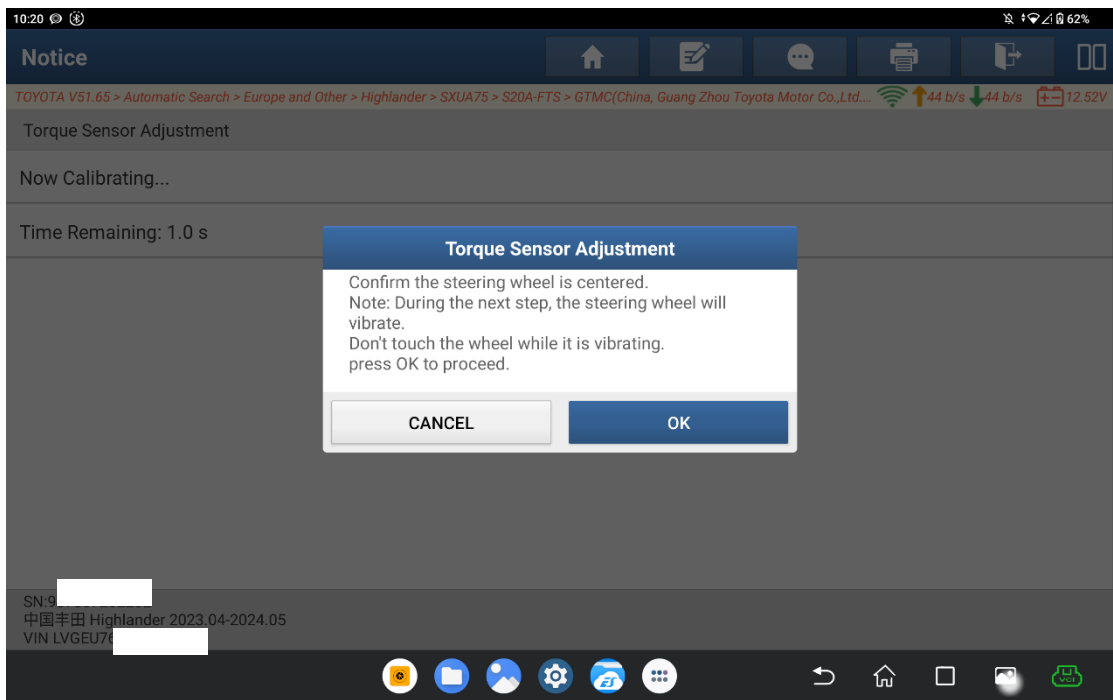 10:20
62%
Notice
TOYOTA V51.65 > Automatic Search > Europe and Other > Highlander > SXUA75 > S20A-FTS > GTMC(China, Guang Zhou Toyota Motor Co.,Ltd.... 44 b/s 44 b/s 12.52V
Torque Sensor Adjustment
Now Calibrating...
Time Remaining: 1.0 s
Torque Sensor Adjustment
Confirm the steering wheel is centered.
Note: During the next step, the steering wheel will
vibrate.
Don't touch the wheel while it is vibrating.
press OK to proceed.
CANCEL
OK
SN:9
中国丰田 Highlander 2023.04-2024.05
VIN LVGEU76
VCI